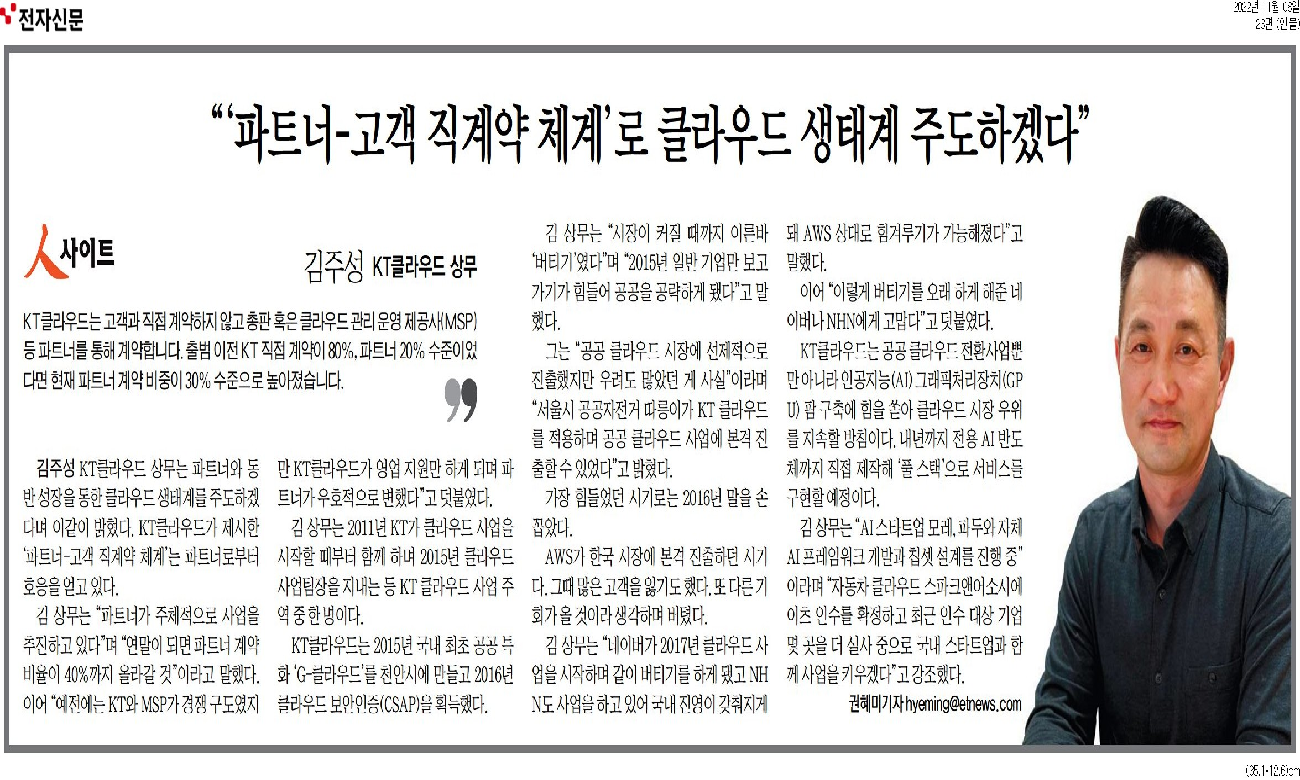 전자신문
2022년 11월 03일
23면 (인물)
“‘파트너-고객 직계약 체계’로 클라우드 생태계 주도하겠다”
人사이트
김주성 KT클라우드 상무
KT클라우드는 고객과 직접 계약하지 않고 총판 혹은 클라우드 관리 운영 제공사(MSP)
등 파트너를 통해 계약합니다. 출범 이전 KT 직접 계약이 80%, 파트너 20% 수준이었
다면 현재 파트너 계약 비중이 30% 수준으로 높아졌습니다.
김주성 KT클라우드 상무는 파트너와 동
반 성장을 통한 클라우드 생태계를 주도하겠
다며 이같이 밝혔다. KT클라우드가 제시한
‘파트너-고객 직계약 체계’는 파트너로부터
호응을 얻고 있다.
김 상무는 “파트너가 주체적으로 사업을
추진하고 있다”며 “연말이 되면 파트너 계약
비율이 40%까지 올라갈 것”이라고 말했다.
이어 “예전에는 KT와 MSP가 경쟁 구도였지
만 KT클라우드가 영업 지원만 하게 되며 파
트너가 우호적으로 변했다”고 덧붙였다.
김 상무는 2011년 KT가 클라우드 사업을
시작할 때부터 함께 하며 2015년 클라우드
사업팀장을 지내는 등 KT 클라우드 사업 주
역 중 한 명이다.
KT클라우드는 2015년 국내 최초 공공 특
화 ‘G-클라우드’를 천안시에 만들고 2016년
클라우드 보안인증(CSAP)을 획득했다.
김 상무는 “시장이 커질 때까지 이른바
‘버티기’였다”며 “2015년 일반 기업만 보고
가기가 힘들어 공공을 공략하게 됐다”고 말
했다.
그는 “공공 클라우드 시장에 선제적으로
진출했지만 우려도 많았던 게 사실”이라며
“서울시 공공자전거 따릉이가 KT 클라우드
를 적용하며 공공 클라우드 사업에 본격 진
출할 수 있었다”고 밝혔다.
가장 힘들었던 시기로는 2016년 말을 손
꼽았다.
AWS가 한국 시장에 본격 진출하던 시기
다. 그때 많은 고객을 잃기도 했다. 또 다른 기
회가 올 것이라 생각하며 버텼다.
김 상무는 “네이버가 2017년 클라우드 사
업을 시작하며 같이 버티기를 하게 됐고 NH
N도 사업을 하고 있어 국내 진영이 갖춰지게
돼 AWS 상대로 힘겨루기가 가능해졌다”고
말했다.
이어 “이렇게 버티기를 오래 하게 해준 네
이버나 NHN에게 고맙다”고 덧붙였다.
KT클라우드는 공공 클라우드 전환사업뿐
만 아니라 인공지능(AI) 그래픽처리장치(GP
U) 팜 구축에 힘을 쏟아 클라우드 시장 우위
를 지속할 방침이다. 내년까지 전용 AI 반도
체까지 직접 제작해 ‘풀 스택’으로 서비스를
구현할 예정이다.
김 상무는 “AI 스타트업 모레, 파두와 자체
AI 프레임워크 개발과 칩셋 설계를 진행 중”
이라며 “자동차 클라우드 스파크앤어소시에
이츠 인수를 확정하고 최근 인수 대상 기업
몇 곳을 더 실사 중으로 국내 스타트업과 함
께 사업을 키우겠다”고 강조했다.
권혜미기자 hyeming@etnews.com
(35.1*12.6)cm